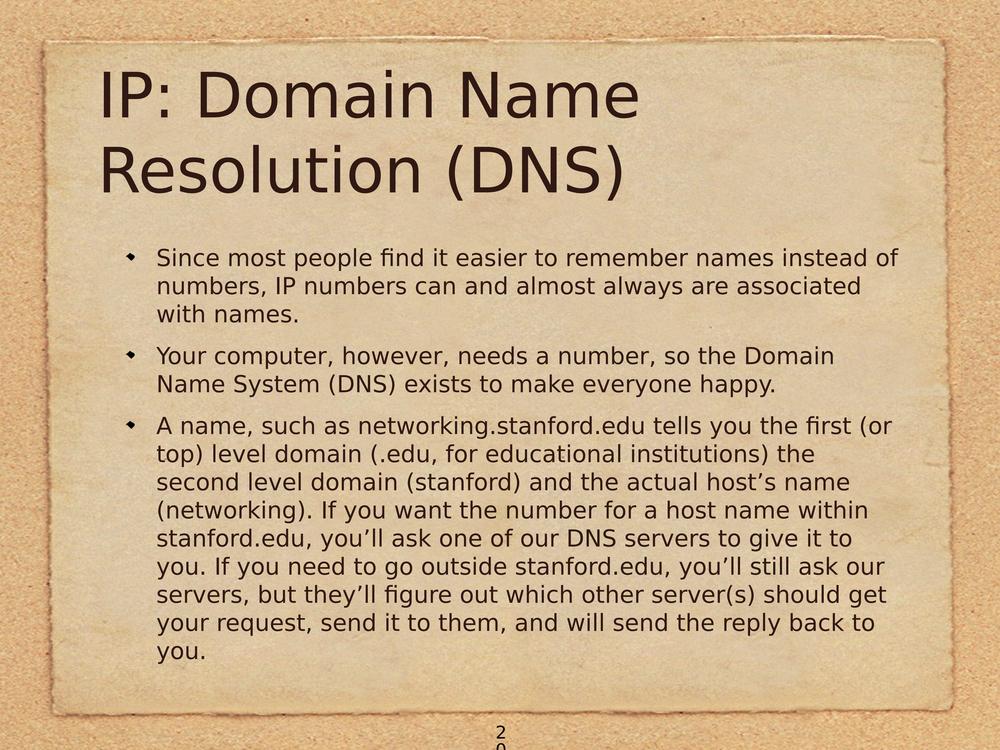 IP: Domain Name
Resolution (DNS)
Since most people find it easier to remember names instead of
numbers, IP numbers can and almost always are associated
with names.
Your computer, however, needs a number, so the Domain
Name System (DNS) exists to make everyone happy.
A name, such as networking.stanford.edu tells you the first (or
top) level domain (.edu, for educational institutions) the
second level domain (stanford) and the actual host’s name
(networking). If you want the number for a host name within
stanford.edu, you’ll ask one of our DNS servers to give it to
you. If you need to go outside stanford.edu, you’ll still ask our
servers, but they’ll figure out which other server(s) should get
your request, send it to them, and will send the reply back to
you.
2
0